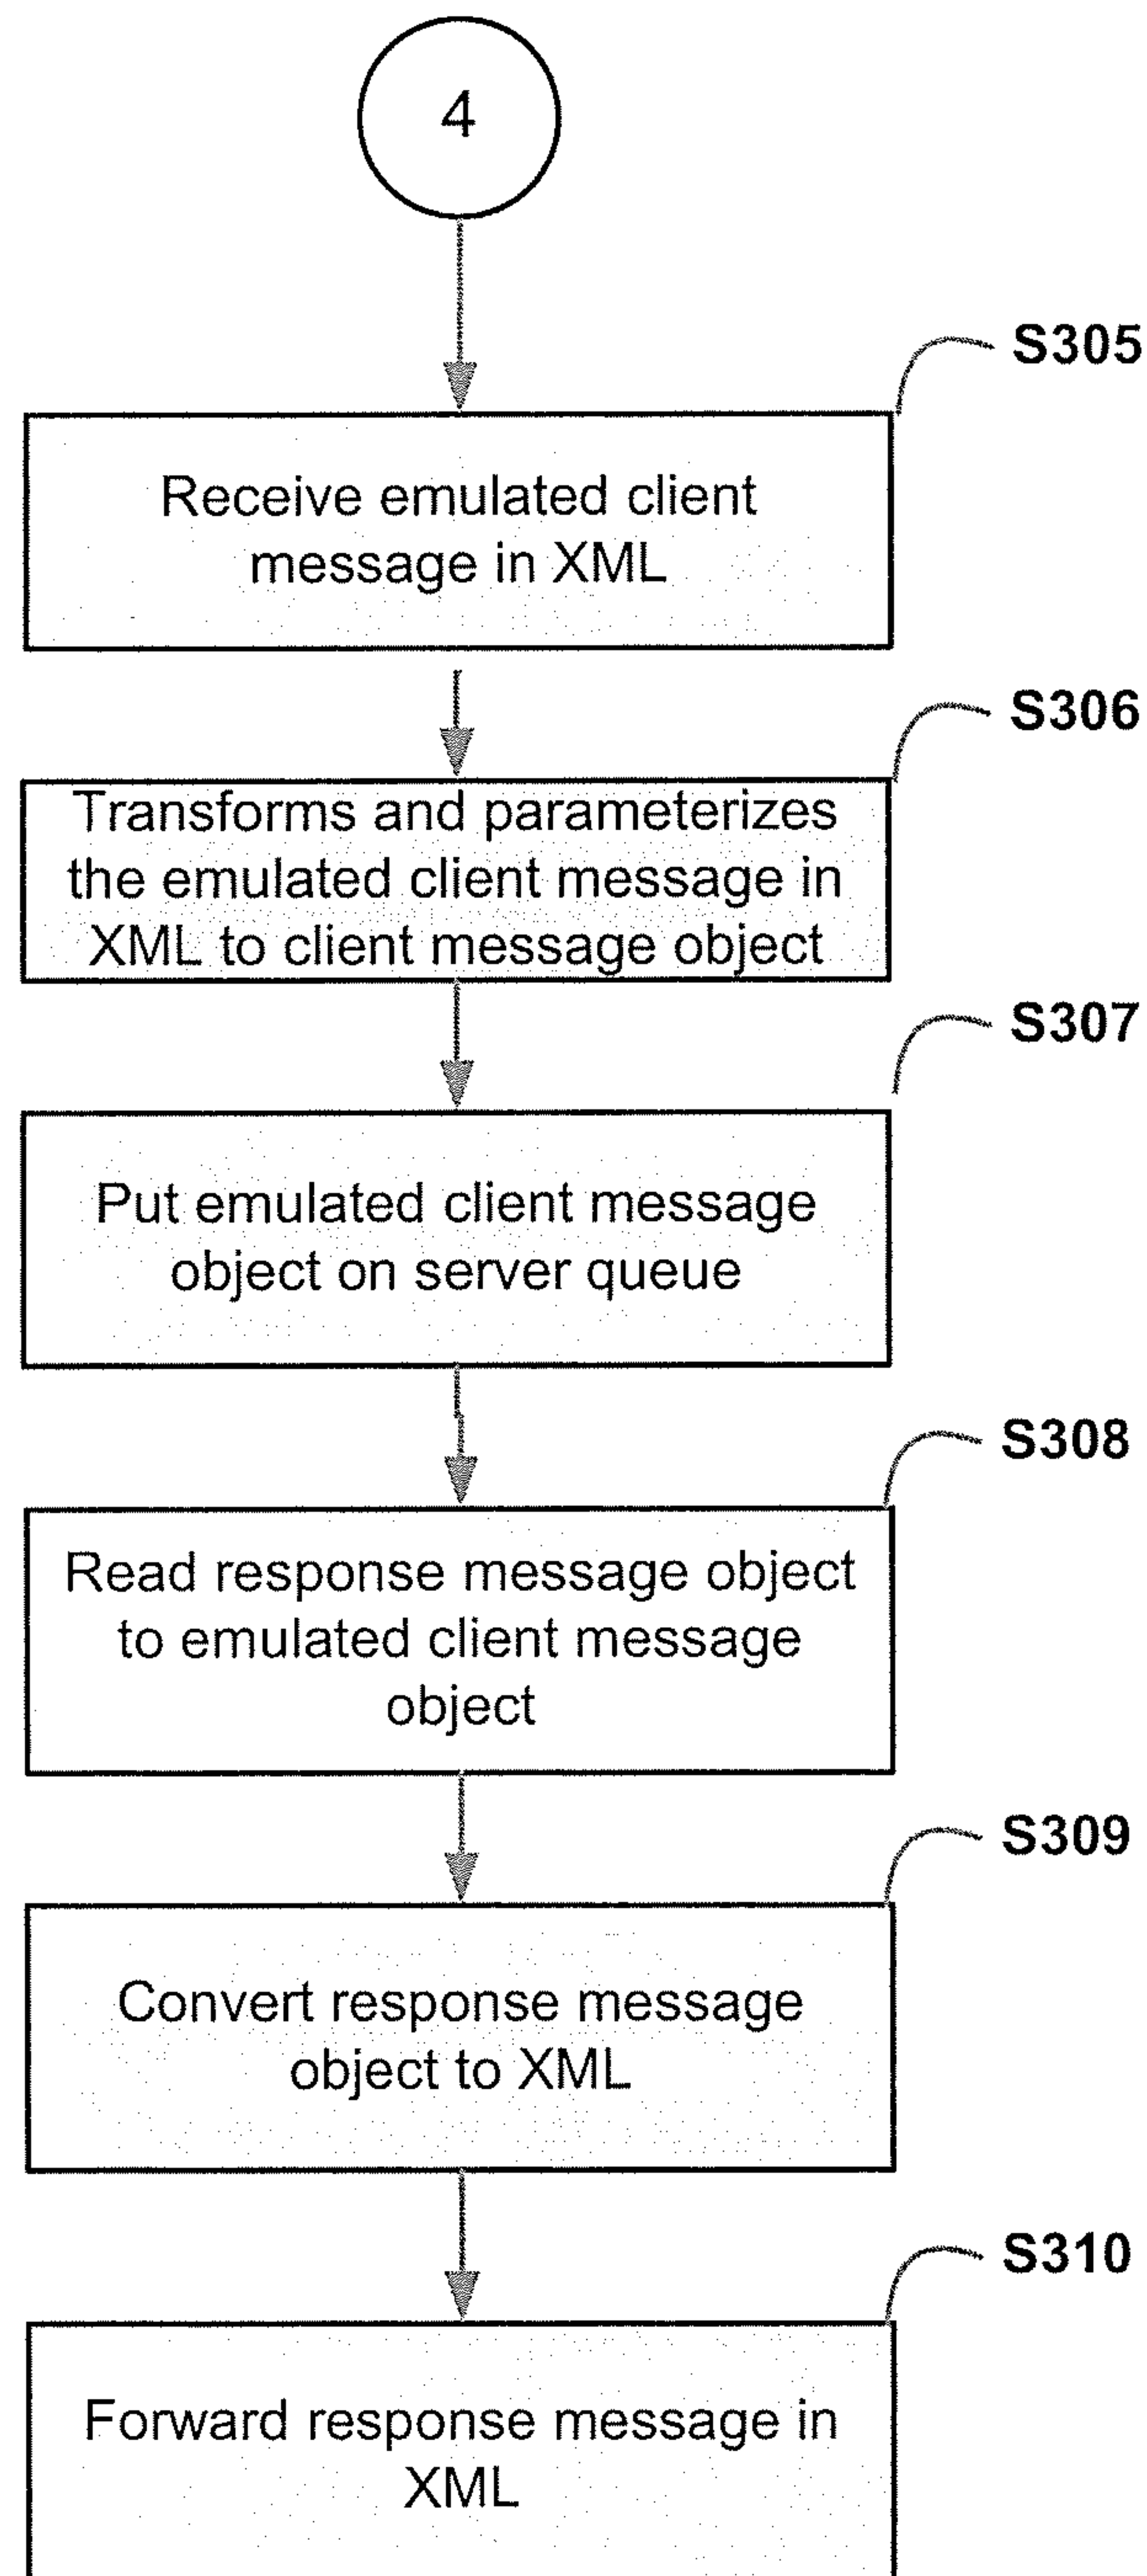 4
S305
Receive emulated client
message in XML
S306
Transforms and parameterizes
the emulated client message in
XML to client message object
S307
Put emulated client message
object on server queue
S308
Read response message object
to emulated client message
object
S309
Convert response message
object to XML
S310
Forward response message in
XML